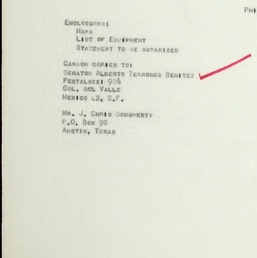 Enclosures:
Maps
List of Equipment
Statement to be notarized
Carbon copies to:
Senator Alberto Terrones Benitez
Pestalozzi 924
Col. del Valle
Mexico 12, D.F.
Mr. J. Chris Dougherty
P.O. Box 96
Austin, Texas